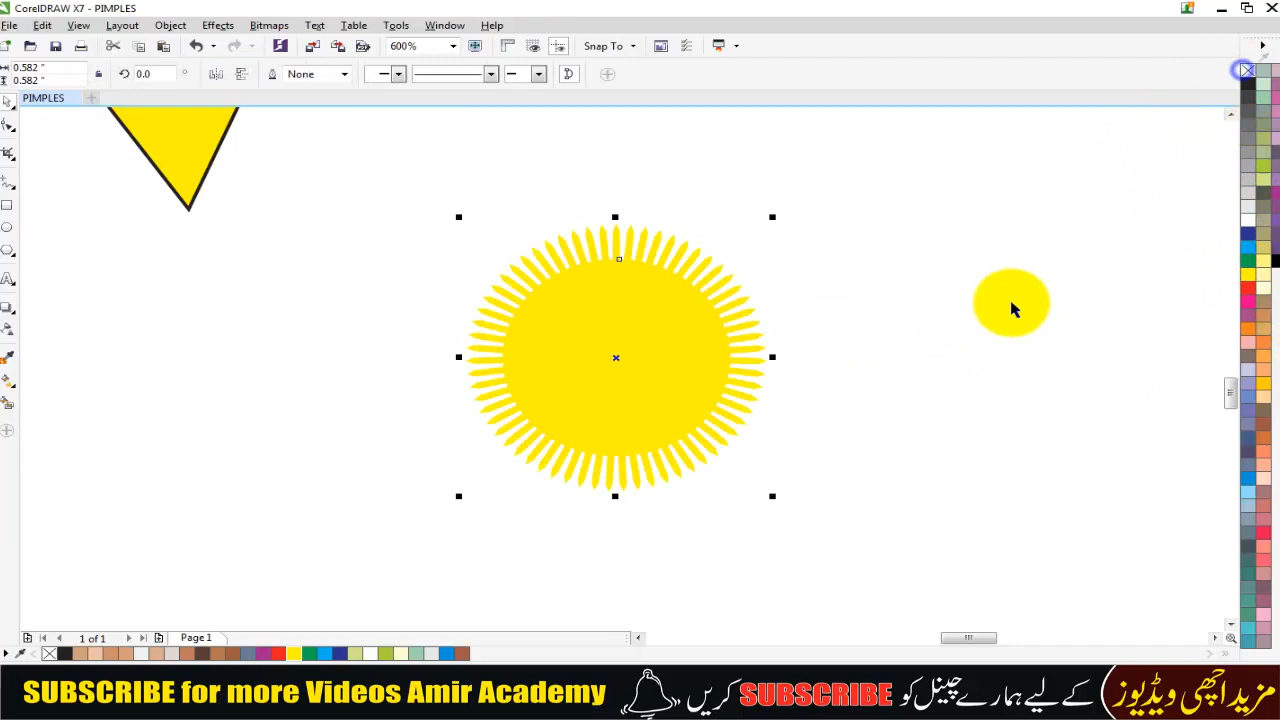 CorelDRAW X7 - PIMPLES
File Edit View Layout Object Effects Bitmaps Text Table Tools Window Help
600% Snap To
0.582 "
0.582 "
0.0 °
None
PIMPLES
1 of 1 Page 1
SUBSCRIBE for more Videos Amir Academy
کریں SUBSCRIBE کے لیے ہمارے چینل کو
مزید اچھی ویڈیوز